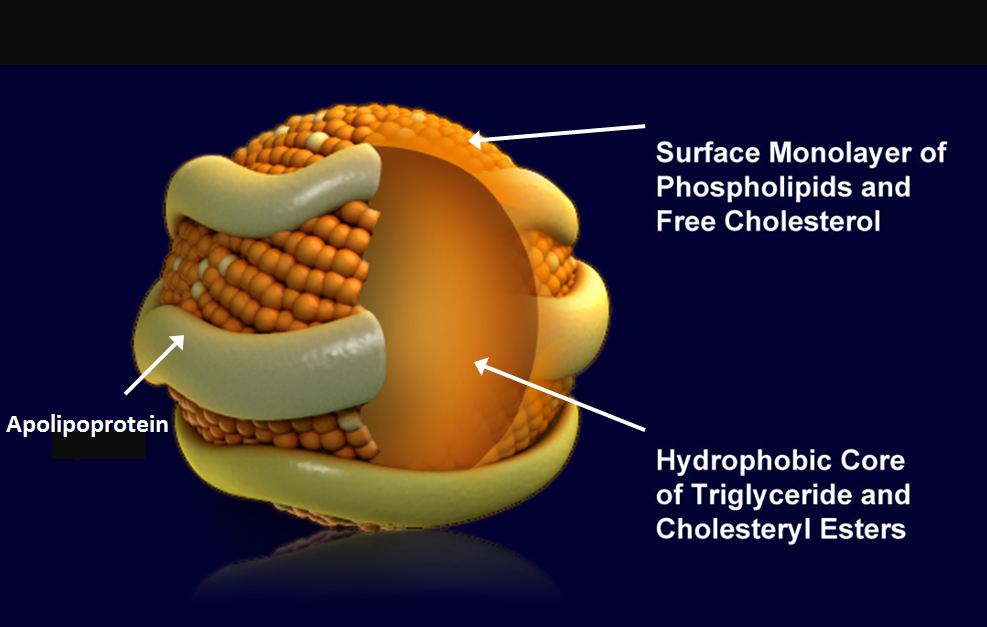 Surface Monolayer of
Phospholipids and
Free Cholesterol
Apolipoprotein
Hydrophobic Core
of Triglyceride and
Cholesteryl Esters